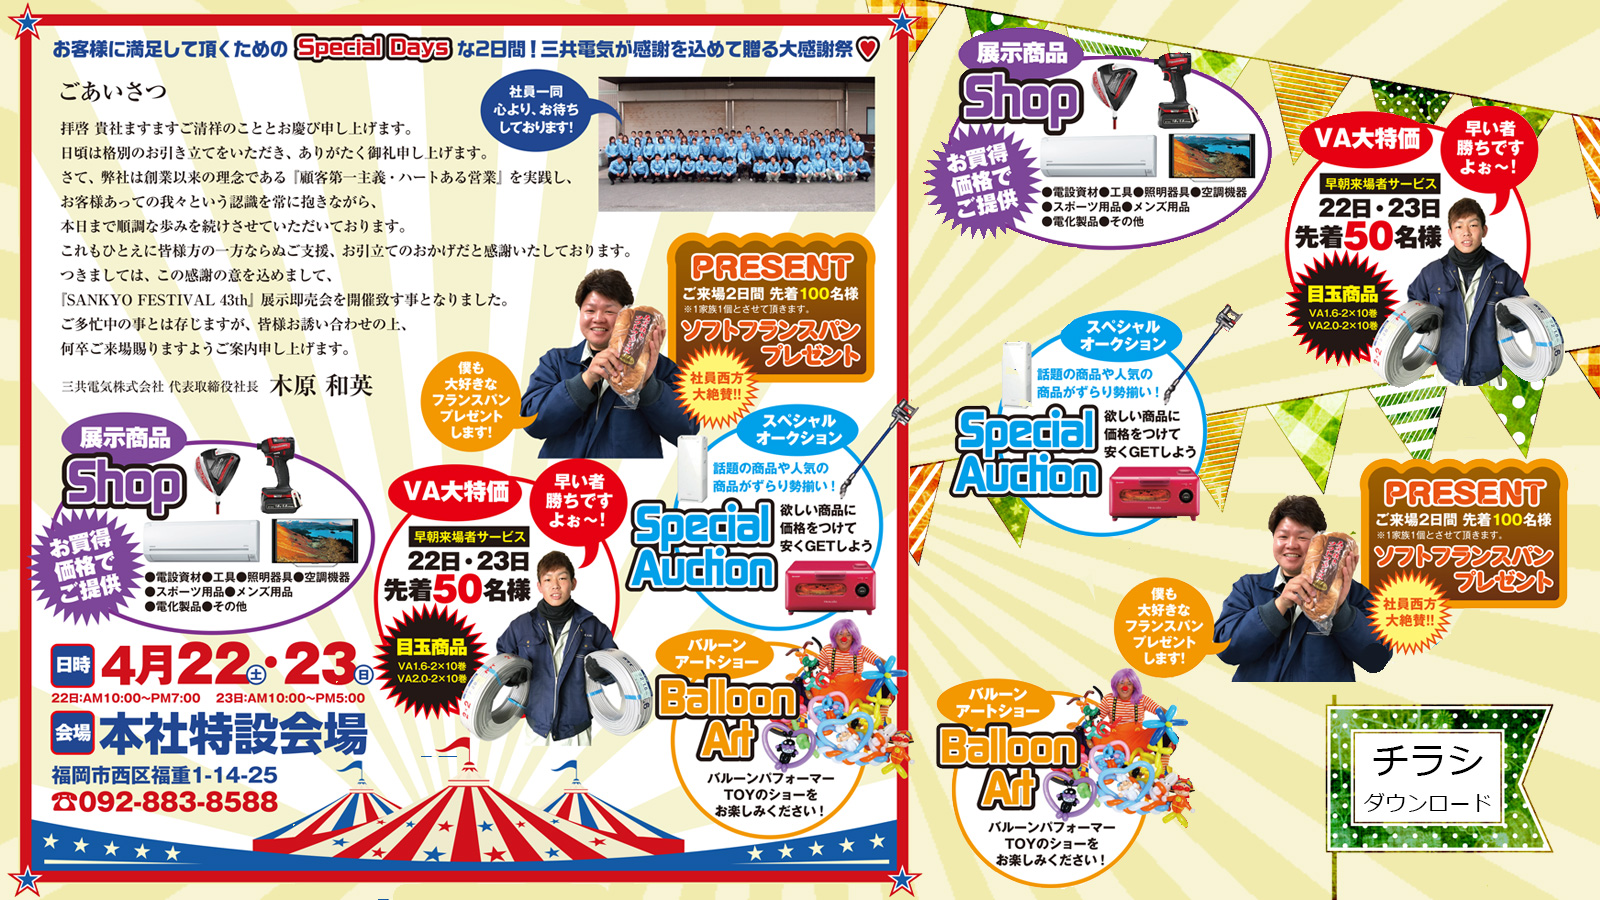 お客様に満足して頂くための Special Days な2日間！三共電気が感謝を込めて贈る大感謝祭
ごあいさつ
拝啓 貴社ますますご清祥のこととお慶び申し上げます。
日頃は格別のお引き立てをいただき、ありがたく御礼申し上げます。
さて、弊社は創業以来の理念である『顧客第一主義・ハートある営業』を実践し、
お客様あっての我々という認識を常に抱きながら、
本日まで順調な歩みを続けさせていただいております。
これもひとえに皆様方の一方ならぬご支援、お引立てのおかげだと感謝いたしております。
つきましては、この感謝の意を込めまして、
『SANKYO FESTIVAL 43th』展示即売会を開催致す事となりました。
ご多忙中の事とは存じますが、皆様お誘い合わせの上、
何卒ご来場賜りますようご案内申し上げます。
三共電気株式会社 代表取締役社長 木原 和英
社員一同
心より、お待ち
しております！
PRESENT
ご来場2日間 先着100名様
※1家族1個とさせて頂きます。
ソフトフランスパン
プレゼント
社員西方
大絶賛!!
僕も
大好きな
フランスパン
プレゼント
します！
展示商品
Shop
お買得
価格で
ご提供
●電設資材●工具●照明器具●空調機器
●スポーツ用品●メンズ用品
●電化製品●その他
VA大特価
早い者
勝ちです
よぉ～！
早朝来場者サービス
22日・23日
先着50名様
目玉商品
VA1.6-2×10巻
VA2.0-2×10巻
スペシャル
オークション
話題の商品や人気の
商品がずらり勢揃い！
Special
Auction
欲しい商品に
価格をつけて
安くGETしよう
バルーン
アートショー
Balloon
Art
バルーンパフォーマー
TOYのショーを
お楽しみください！
日時 4月22土・23日
22日：AM10:00～PM7:00 23日：AM10:00～PM5:00
会場 本社特設会場
福岡市西区福重1-14-25
☎092-883-8588
展示商品
Shop
お買得
価格で
ご提供
●電設資材●工具●照明器具●空調機器
●スポーツ用品●メンズ用品
●電化製品●その他
VA大特価
早い者
勝ちです
よぉ～！
早朝来場者サービス
22日・23日
先着50名様
目玉商品
VA1.6-2×10巻
VA2.0-2×10巻
スペシャル
オークション
話題の商品や人気の
商品がずらり勢揃い！
Special
Auction
欲しい商品に
価格をつけて
安くGETしよう
PRESENT
ご来場2日間 先着100名様
※1家族1個とさせて頂きます。
ソフトフランスパン
プレゼント
社員西方
大絶賛!!
僕も
大好きな
フランスパン
プレゼント
します！
バルーン
アートショー
Balloon
Art
バルーンパフォーマー
TOYのショーを
お楽しみください！
チラシ
ダウンロード